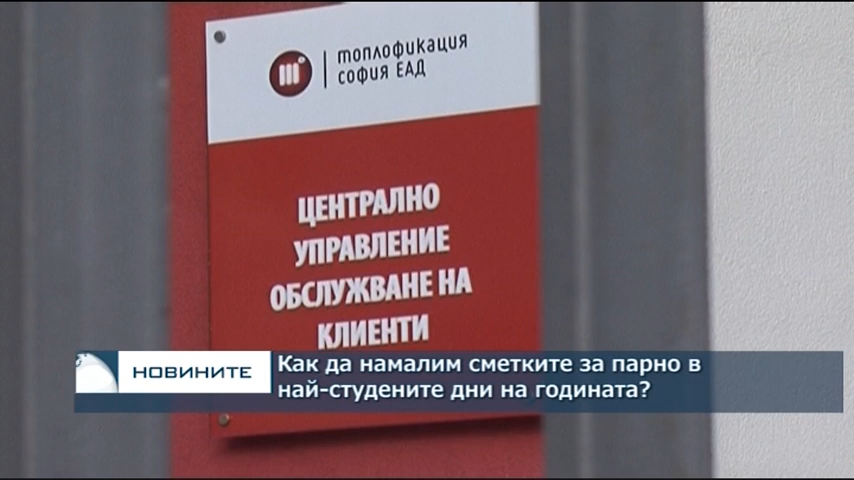 топлофикация
софия ЕАД
ЦЕНТРАЛНО
УПРАВЛЕНИЕ
ОБСЛУЖВАНЕ НА
КЛИЕНТИ
НОВИНИТЕ
Как да намалим сметките за парно в
най-студените дни на годината?